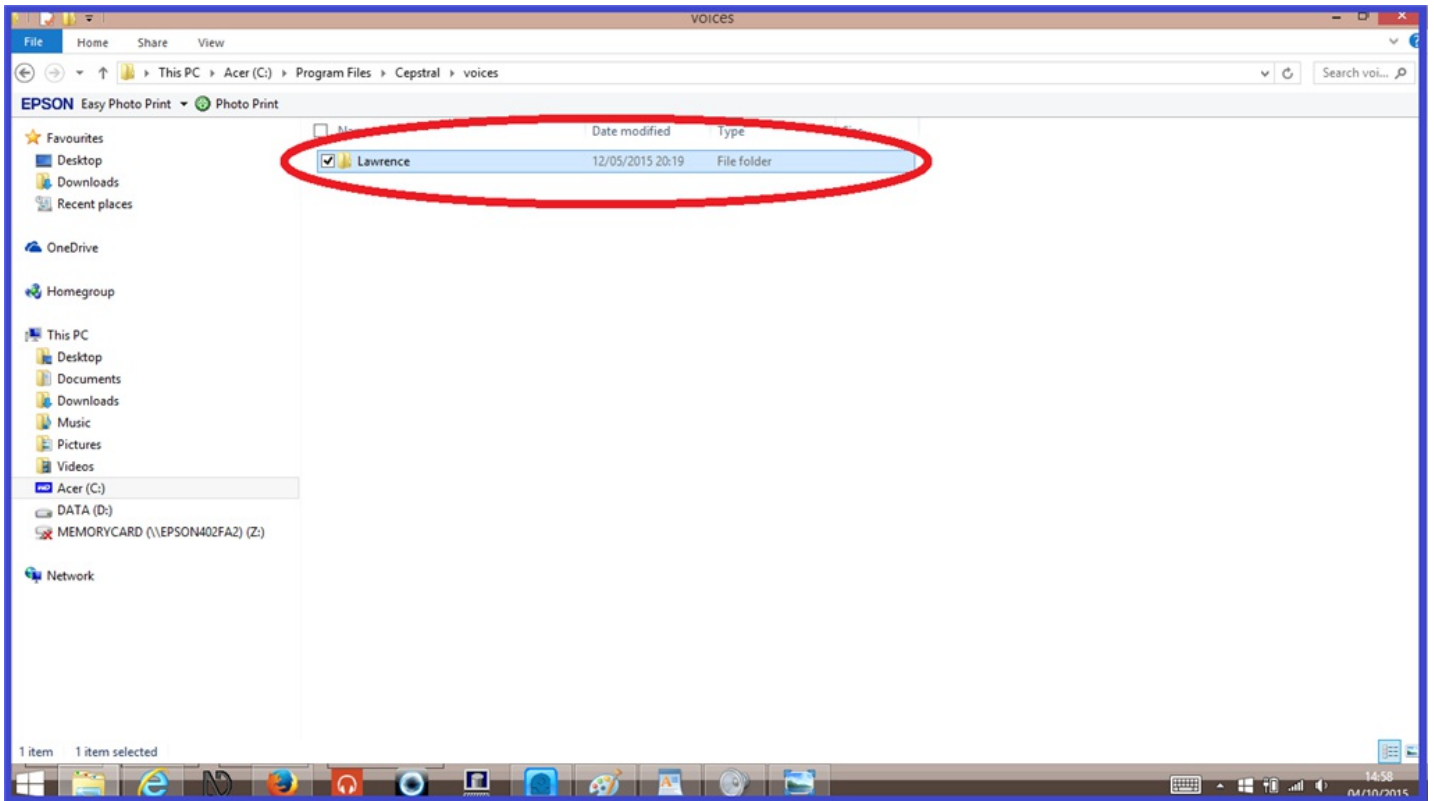 voices
File Home Share View
This PC Acer (C:) Program Files Cepstral voices Search voi...
EPSON Easy Photo Print Photo Print
Favourites
Desktop
Downloads
Recent places
OneDrive
Homegroup
This PC
Desktop
Documents
Downloads
Music
Pictures
Videos
Acer (C:)
DATA (D:)
MEMORYCARD (\\EPSON402FA2) (Z:)
Network
Date modified Type
Lawrence 12/05/2015 20:19 File folder
1 item 1 item selected
14:58
04/10/2015